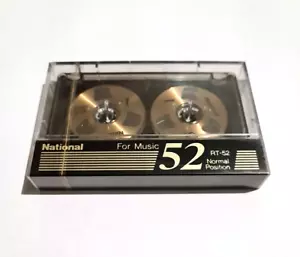 National
For Music
52
RT-52
Normal
Position